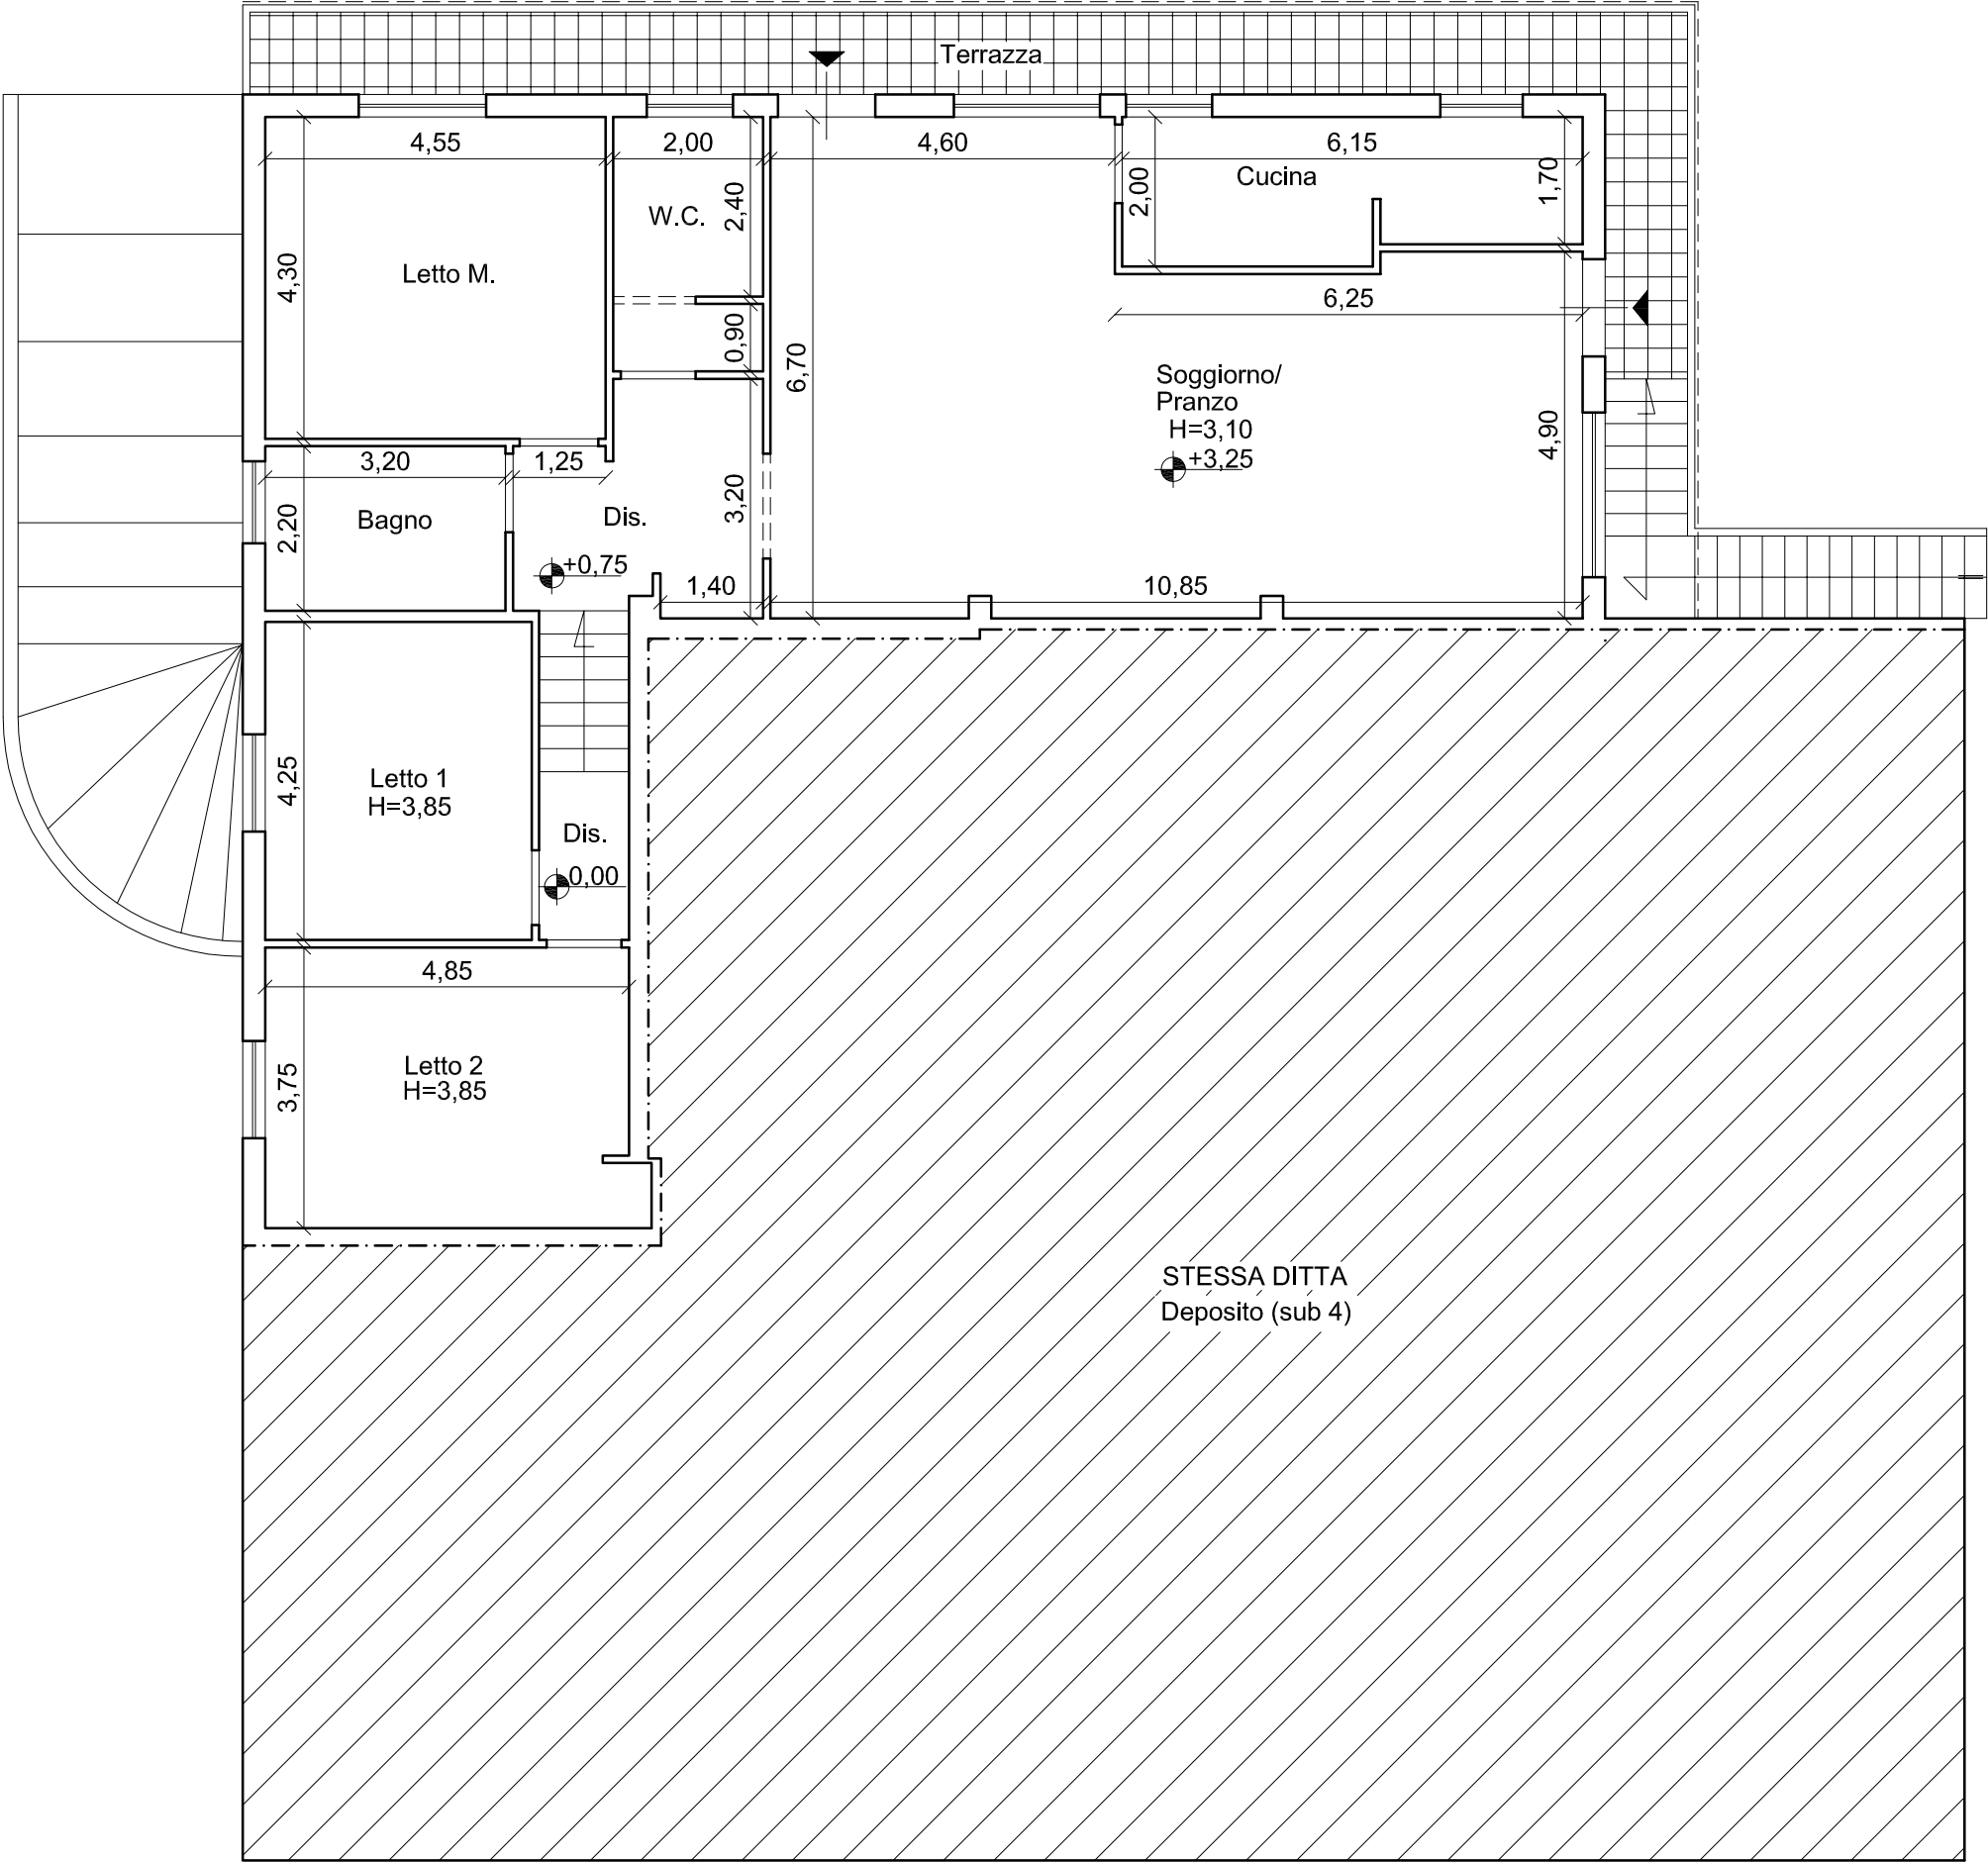 Terrazza
4,55
2,00
4,60
6,15
Cucina
2,00
1,70
2,40
W.C.
Letto M.
4,30
6,25
0,90
6,70
Soggiorno/
Pranzo
H=3,10
+3,25
4,90
3,20
1,25
3,20
2,20
Bagno
Dis.
+0,75
1,40
10,85
4,25
Letto 1
H=3,85
Dis.
0,00
4,85
3,75
Letto 2
H=3,85
STESSA DITTA
Deposito (sub 4)